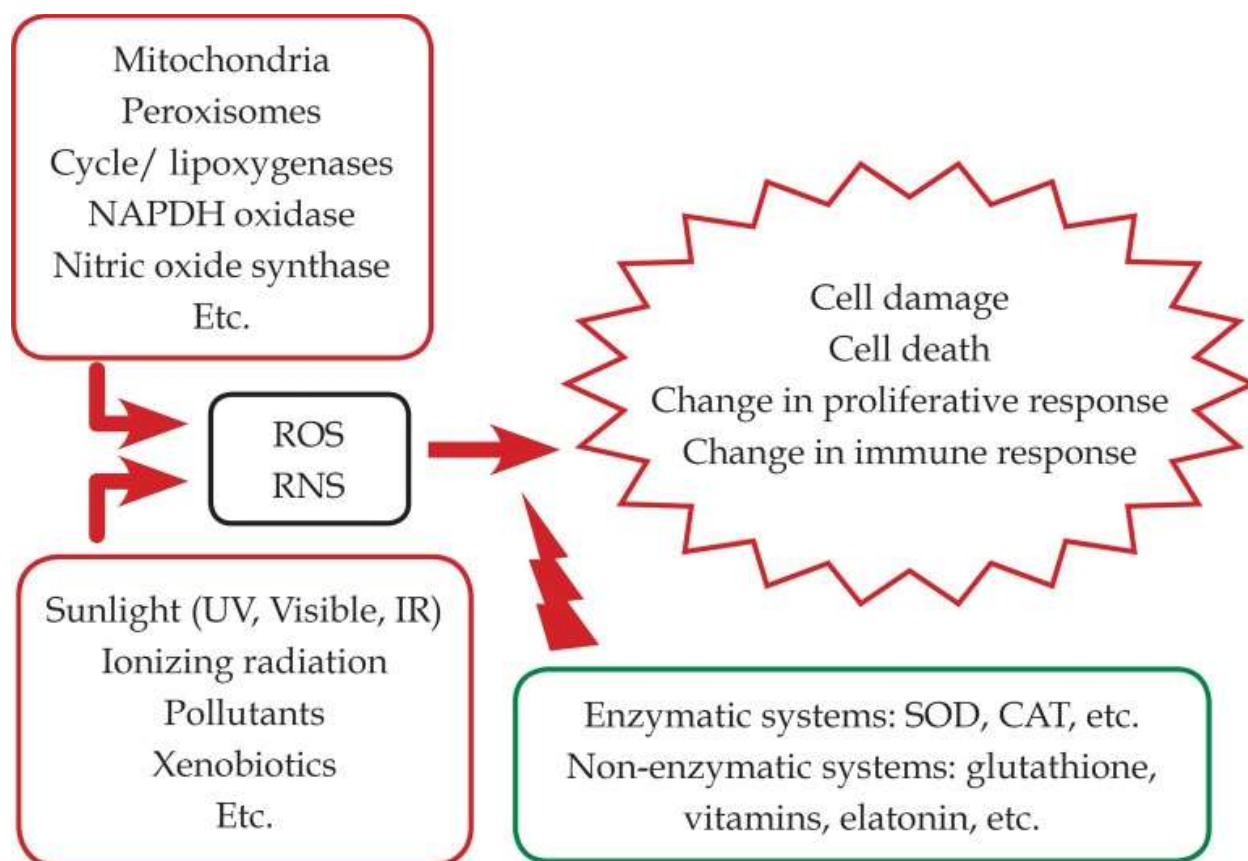 Mitochondria
Peroxisomes
Cycle/ lipoxygenases
NAPDH oxidase
Nitric oxide synthase
Etc.
ROS
RNS
Cell damage
Cell death
Change in proliferative response
Change in immune response
Sunlight (UV, Visible, IR)
Ionizing radiation
Pollutants
Xenobiotics
Etc.
Enzymatic systems: SOD, CAT, etc.
Non-enzymatic systems: glutathione,
vitamins, elatonin, etc.